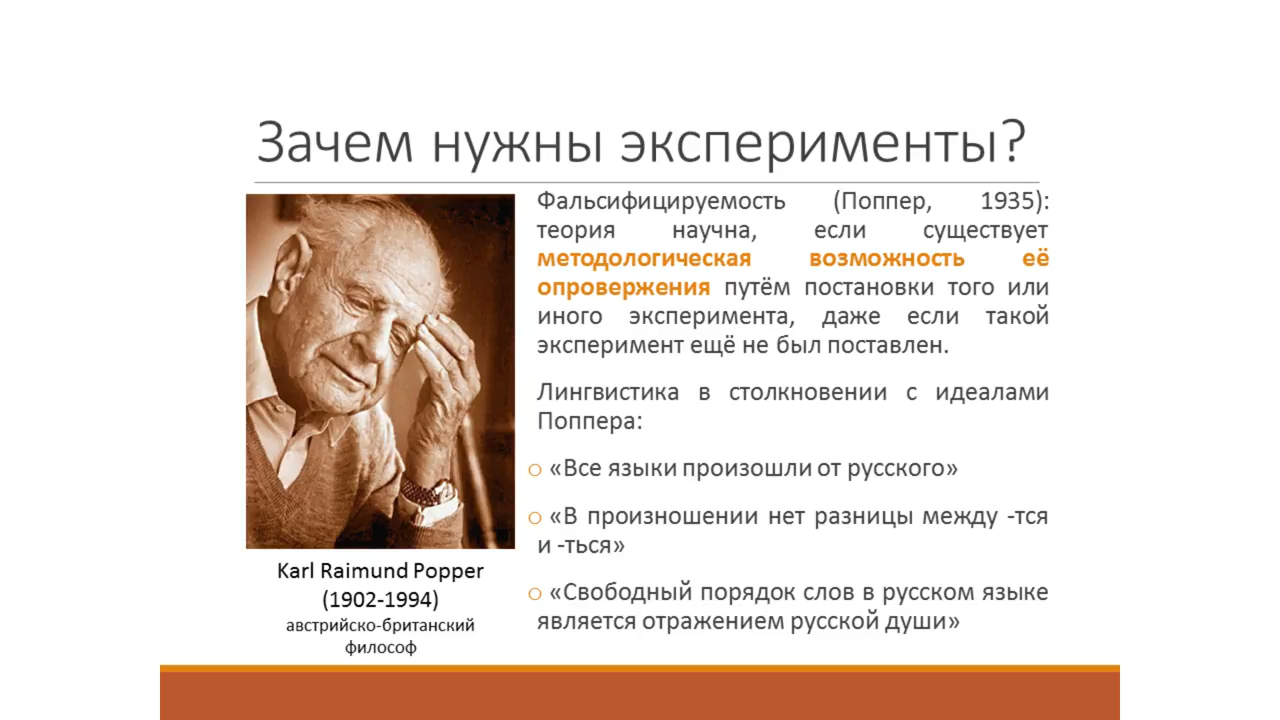 Зачем нужны эксперименты?
Фальсифицируемость (Поппер, 1935):
теория научна, если существует
методологическая возможность её
опровержения путём постановки того или
иного эксперимента, даже если такой
эксперимент ещё не был поставлен.
Лингвистика в столкновении с идеалами
Поппера:
o «Все языки произошли от русского»
o «В произношении нет разницы между -тся
и -ться»
o «Свободный порядок слов в русском языке
является отражением русской души»
Karl Raimund Popper
(1902-1994)
австрийско-британский
философ